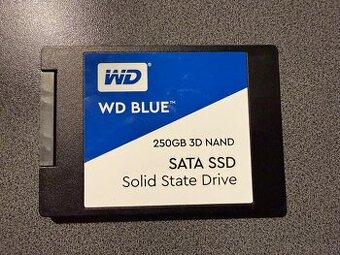 WD
WD BLUE™
250GB 3D NAND
SATA SSD
Solid State Drive